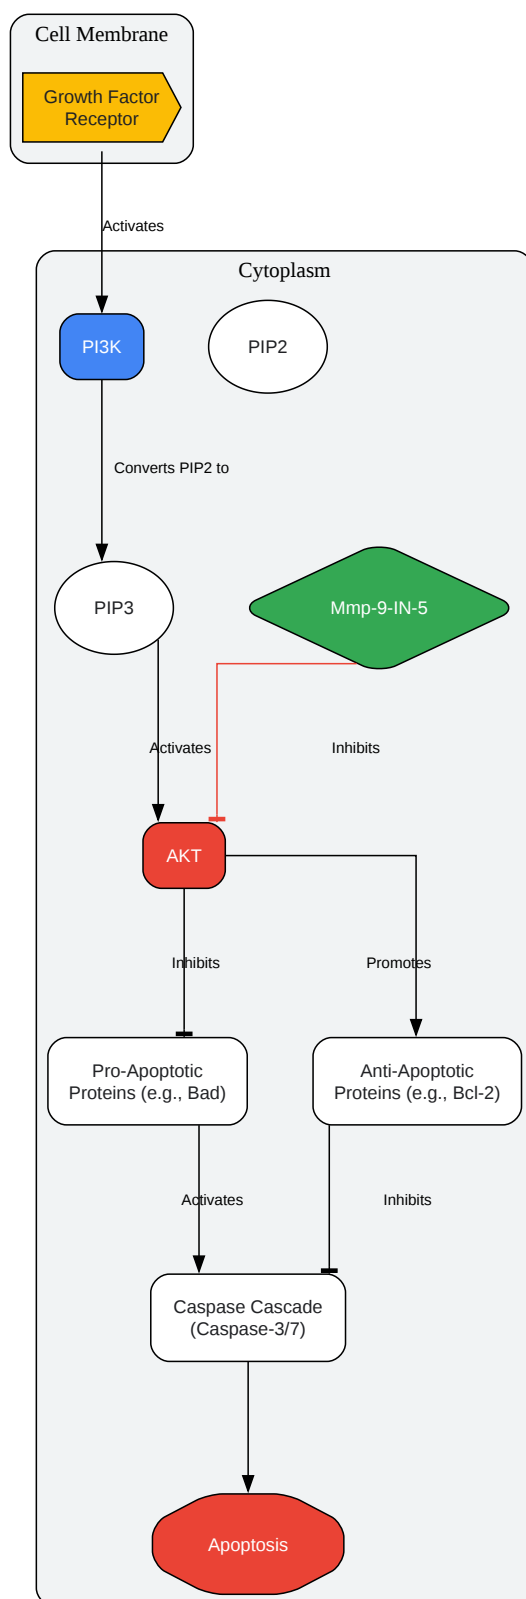 Cell Membrane
Growth Factor
Receptor
Activates
Cytoplasm
PI3K
PIP2
Converts PIP2 to
PIP3
Mmp-9-IN-5
Activates
Inhibits
AKT
Inhibits
Promotes
Pro-Apoptotic
Proteins (e.g., Bad)
Anti-Apoptotic
Proteins (e.g., Bcl-2)
Activates
Inhibits
Caspase Cascade
(Caspase-3/7)
Apoptosis